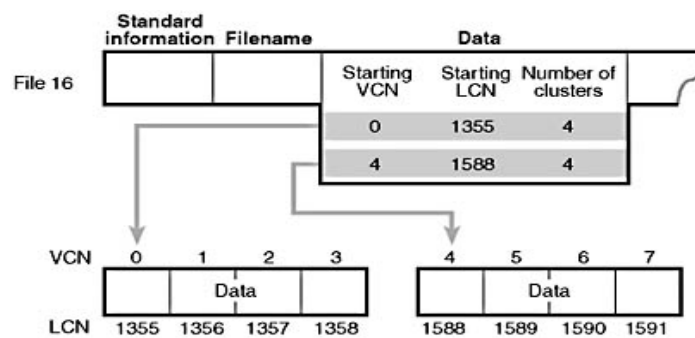 Standard information Filename Data
File 16
Starting VCN Starting LCN Number of clusters
0 1355 4
4 1588 4
VCN 0 1 2 3 4 5 6 7
Data Data
LCN 1355 1356 1357 1358 1588 1589 1590 1591